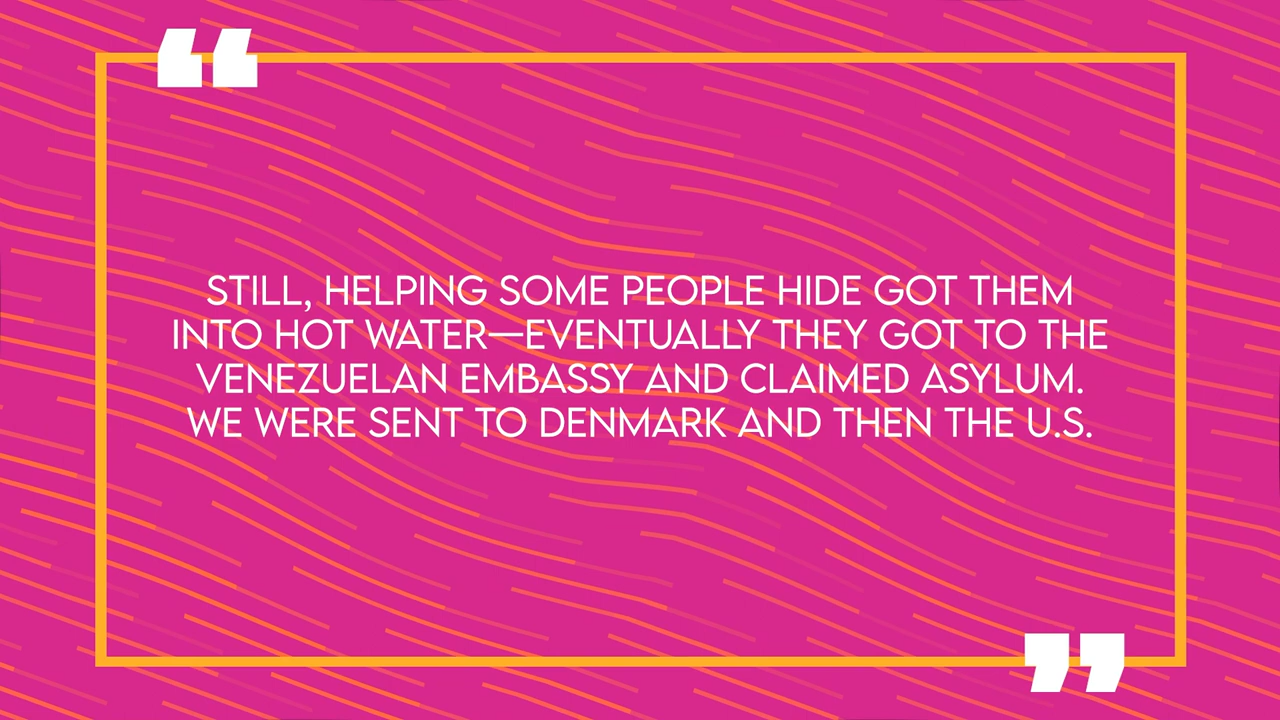 STILL, HELPING SOME PEOPLE HIDE GOT THEM
INTO HOT WATER—EVENTUALLY THEY GOT TO THE
VENEZUELAN EMBASSY AND CLAIMED ASYLUM.
WE WERE SENT TO DENMARK AND THEN THE U.S.